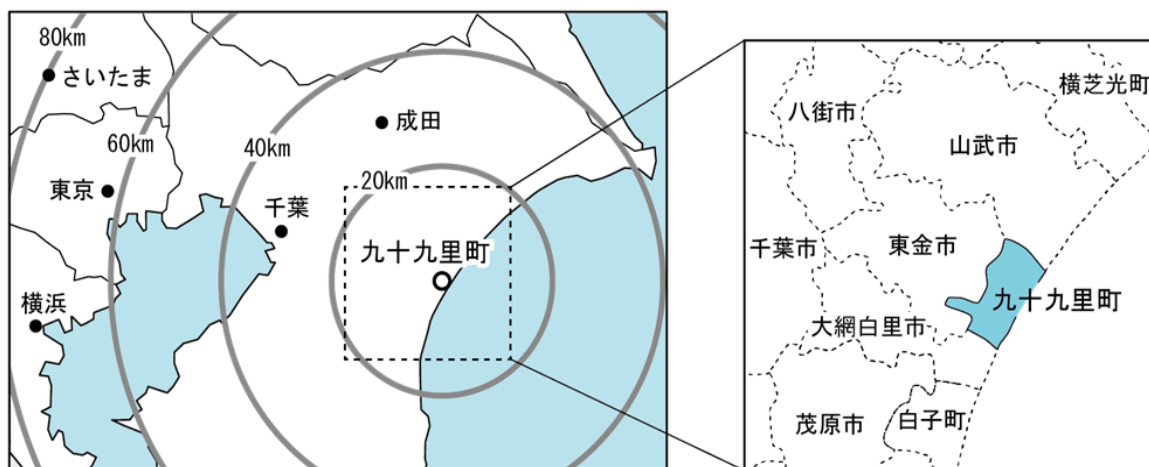 80km
さいたま
成田
60km
40km
東京
20km
千葉
九十九里町
横浜
横芝光町
八街市
山武市
千葉市
東金市
九十九里町
大網白里市
茂原市
白子町